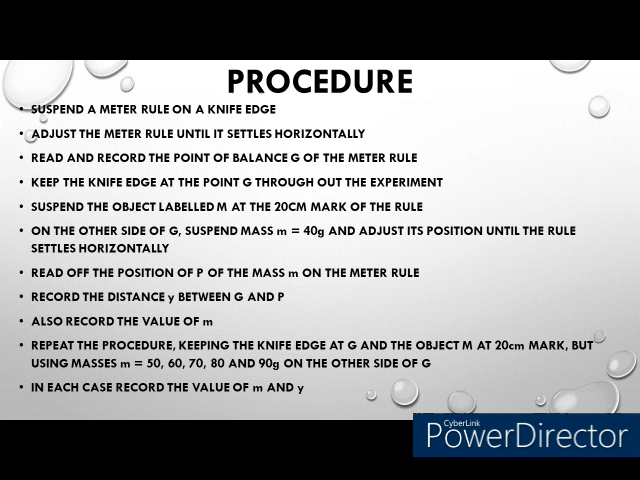 PROCEDURE
• SUSPEND A METER RULE ON A KNIFE EDGE
• ADJUST THE METER RULE UNTIL IT SETTLES HORIZONTALLY
• READ AND RECORD THE POINT OF BALANCE G OF THE METER RULE
• KEEP THE KNIFE EDGE AT THE POINT G THROUGH OUT THE EXPERIMENT
• SUSPEND THE OBJECT LABELLED M AT THE 20CM MARK OF THE RULE
• ON THE OTHER SIDE OF G, SUSPEND MASS m = 40g AND ADJUST ITS POSITION UNTIL THE RULE
SETTLES HORIZONTALLY
• READ OFF THE POSITION OF P OF THE MASS m ON THE METER RULE
• RECORD THE DISTANCE y BETWEEN G AND P
• ALSO RECORD THE VALUE OF m
• REPEAT THE PROCEDURE, KEEPING THE KNIFE EDGE AT G AND THE OBJECT M AT 20cm MARK, BUT
USING MASSES m = 50, 60, 70, 80 AND 90g ON THE OTHER SIDE OF G
• IN EACH CASE RECORD THE VALUE OF m AND y
CyberLink
PowerDirector